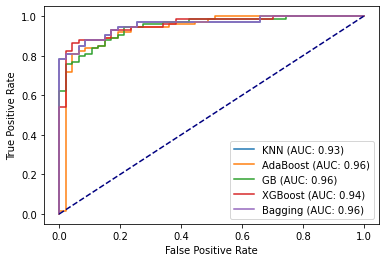 1.0
0.8
0.6
0.4
0.2
0.0
True Positive Rate
KNN (AUC: 0.93)
AdaBoost (AUC: 0.96)
GB (AUC: 0.96)
XGBoost (AUC: 0.94)
Bagging (AUC: 0.96)
0.0 0.2 0.4 0.6 0.8 1.0
False Positive Rate